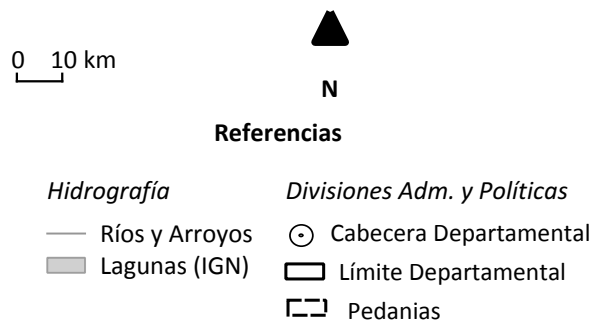 0 10 km
N
Referencias
Hidrografía
Ríos y Arroyos
Lagunas (IGN)
Divisiones Adm. y Políticas
Cabecera Departamental
Límite Departamental
Pedanias